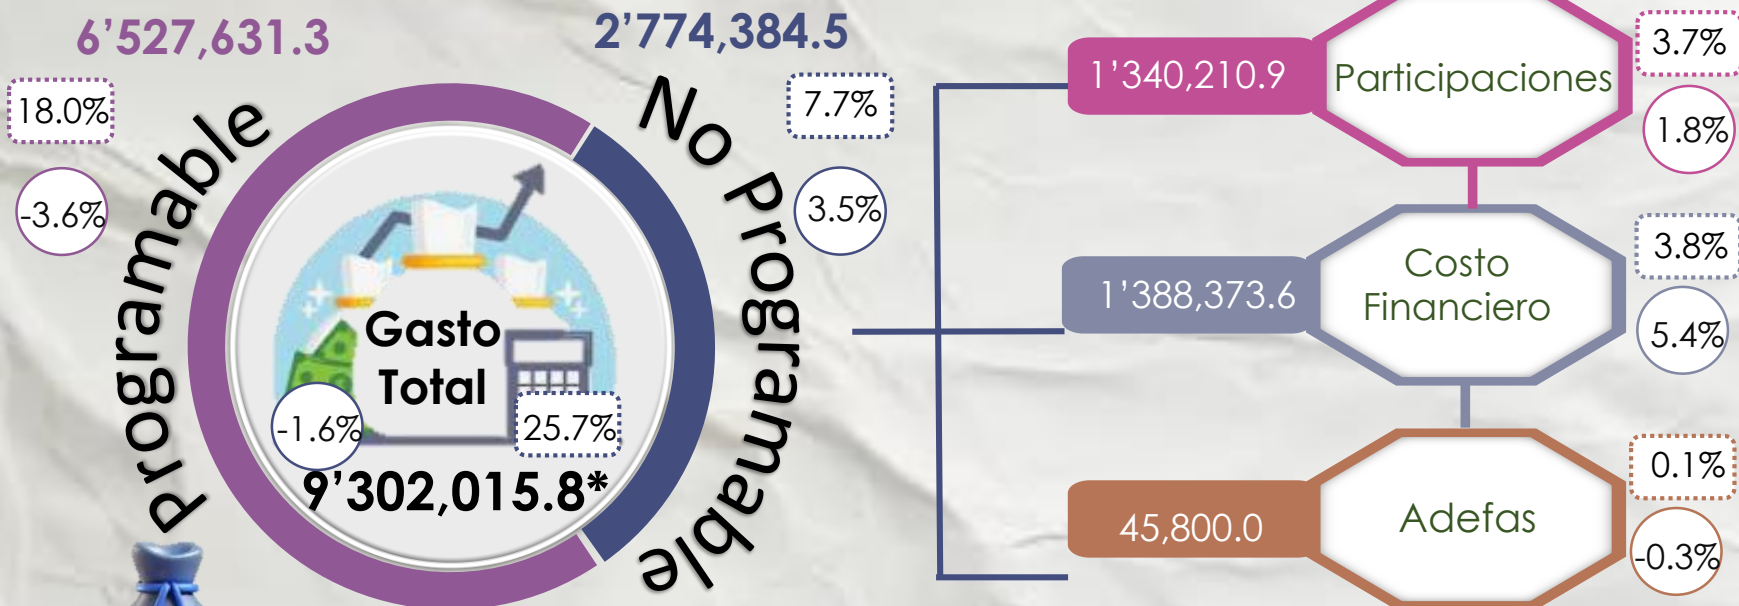 6’527,631.3
18.0%
-3.6%
Programable
2’774,384.5
7.7%
3.5%
No Programable
Gasto
Total
-1.6%
25.7%
9’302,015.8*
1’340,210.9
Participaciones
3.7%
1.8%
1’388,373.6
Costo
Financiero
3.8%
5.4%
45,800.0
Adefas
0.1%
-0.3%